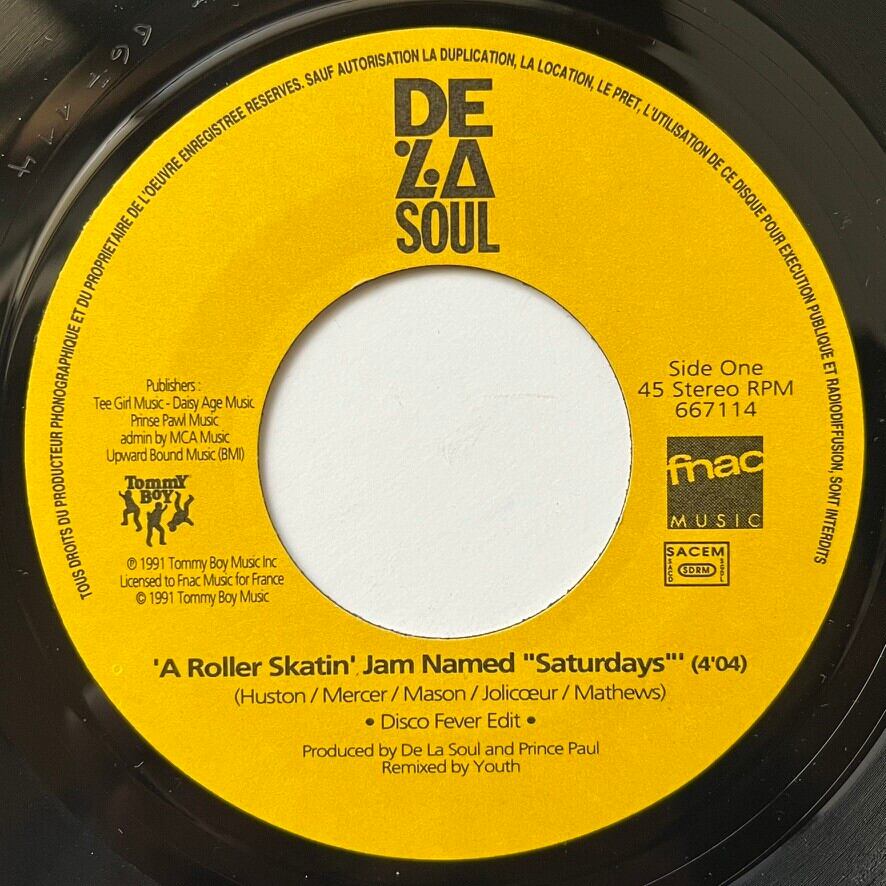 TOUS DROITS DU PRODUCTEUR PHONOGRAPHIQUE ET DU PROPRIETAIRE DE L'OEUVRE ENREGISTREE RESERVES. SAUF AUTORISATION LA DUPLICATION, LA LOCATION, LE PRET, L'UTILISATION DE CE DISQUE POUR EXECUTION PUBLIQUE ET RADIODIFFUSION, SONT INTERDITS
DE
LA
SOUL
Publishers :
Tee Girl Music - Daisy Age Music
Prinse Pawl Music
admin by MCA Music
Upward Bound Music (BMI)
Tommy
BOY
℗ 1991 Tommy Boy Music Inc
Licensed to Fnac Music for France
© 1991 Tommy Boy Music
Side One
45 Stereo RPM
667114
fnac
MUSIC
SACEM
SACD
SDRM
SGDL
'A Roller Skatin' Jam Named "Saturdays"' (4'04)
(Huston / Mercer / Mason / Jolicœur / Mathews)
• Disco Fever Edit •
Produced by De La Soul and Prince Paul
Remixed by Youth